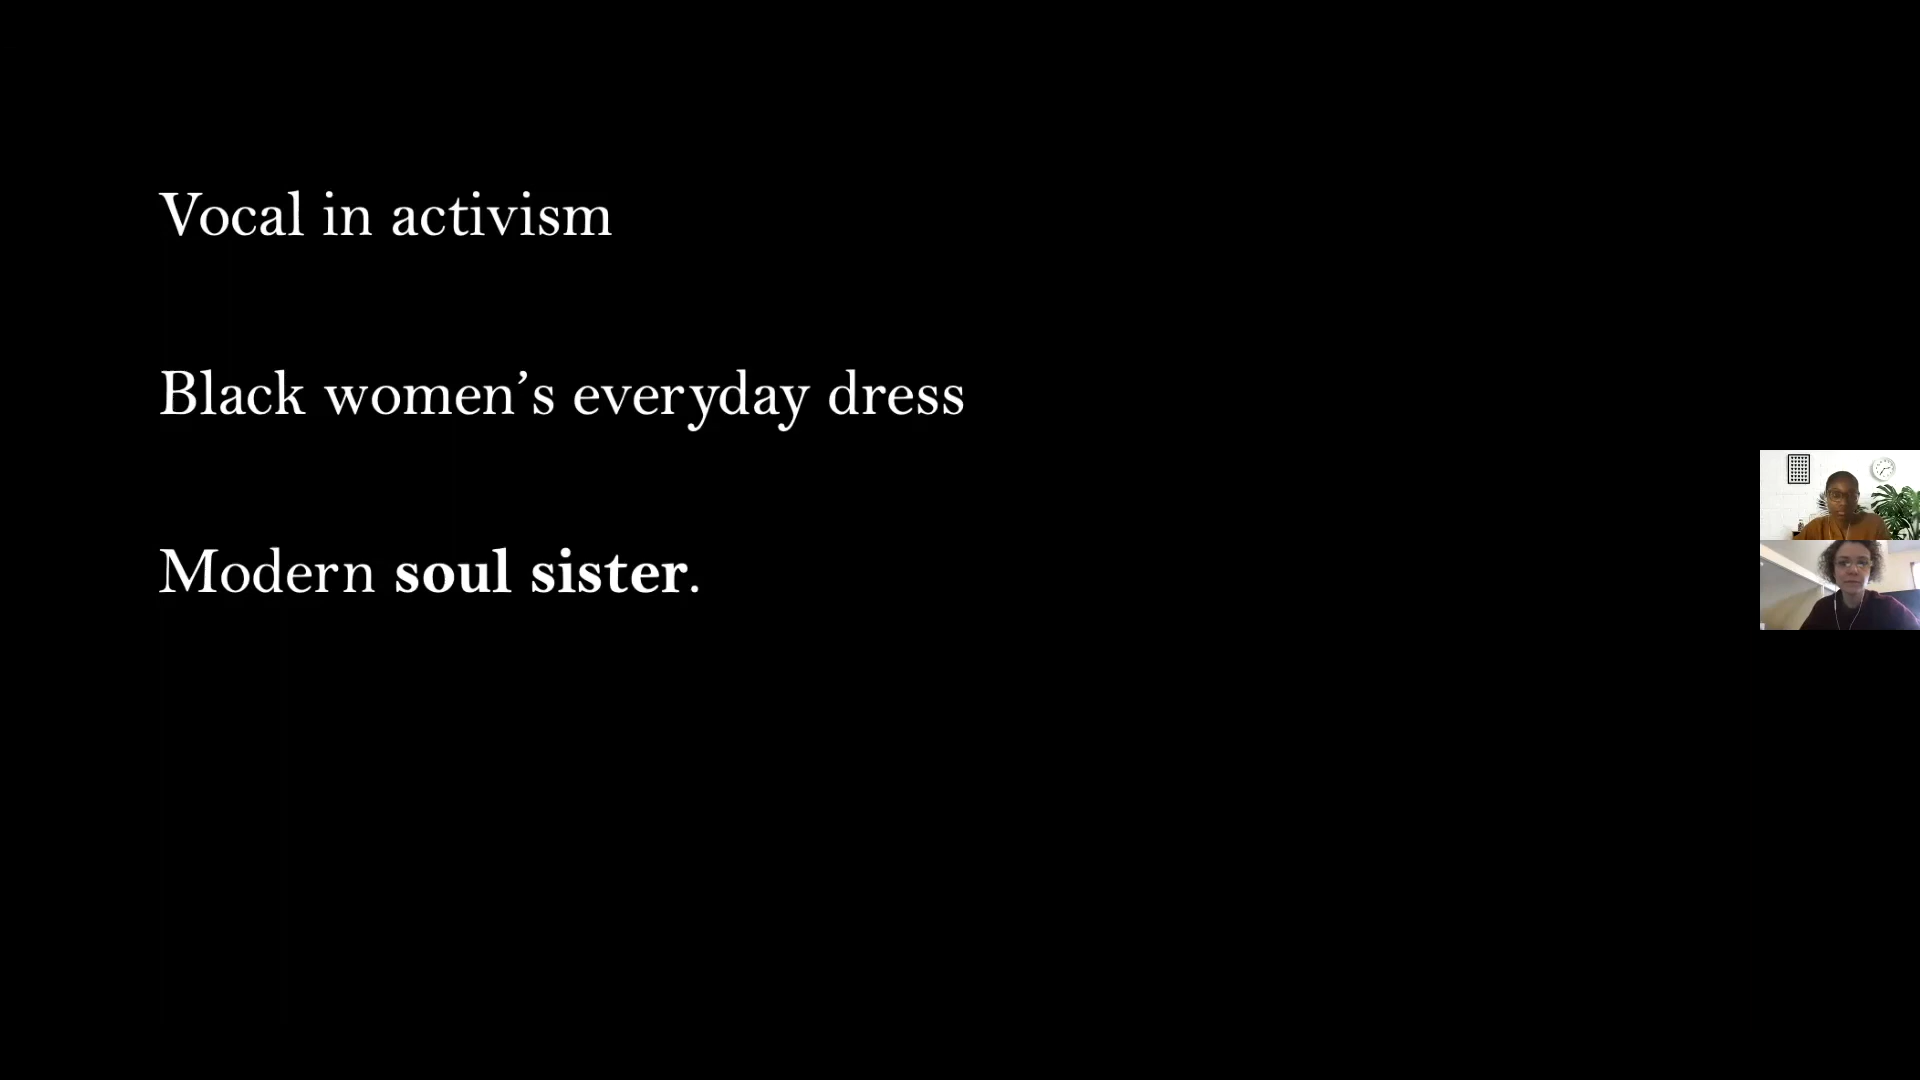 Vocal in activism
Black women’s everyday dress
Modern soul sister.